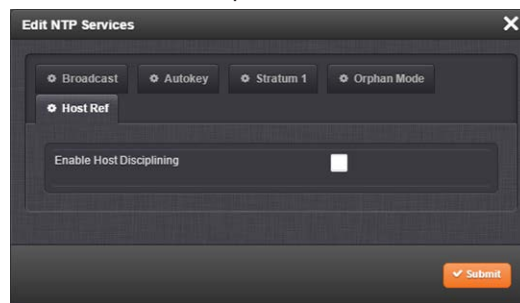 Edit NTP Services
Broadcast Autokey Stratum 1 Orphan Mode
Host Ref
Enable Host Disciplining
Submit